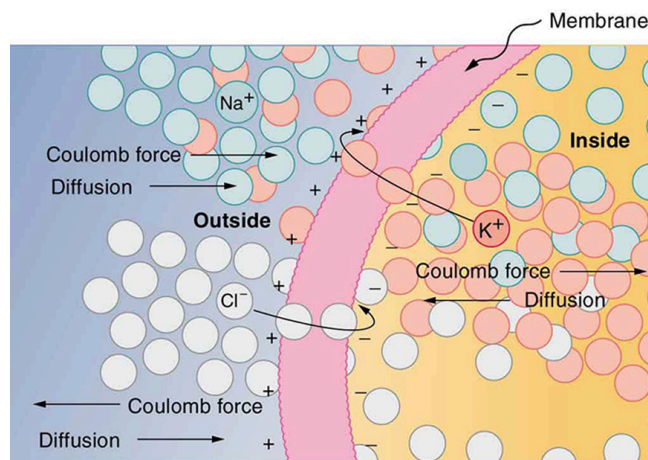 Membrane
Na+
Inside
Coulomb force
Diffusion
Outside
K+
Coulomb force
Diffusion
Cl−
Coulomb force
Diffusion